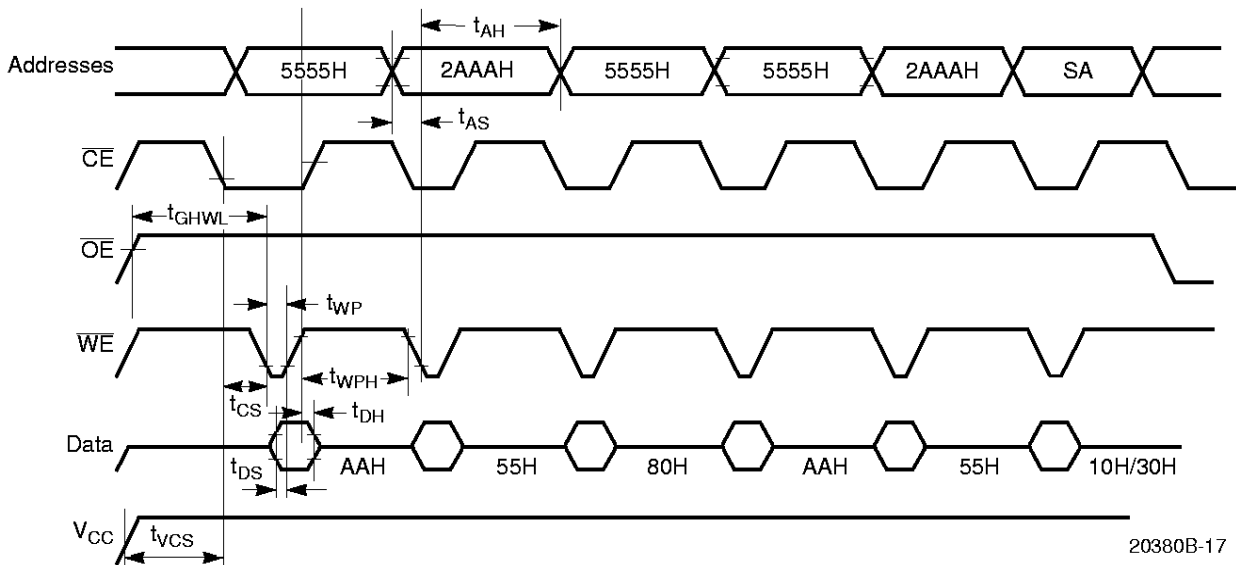 tAH
Addresses 5555H 2AAAH 5555H 5555H 2AAAH SA
tAS
CE
tGHWL
OE
tWP
WE
tWPH
tCS tDH
Data
tDS AAH 55H 80H AAH 55H 10H/30H
VCC tVCS
20380B-17